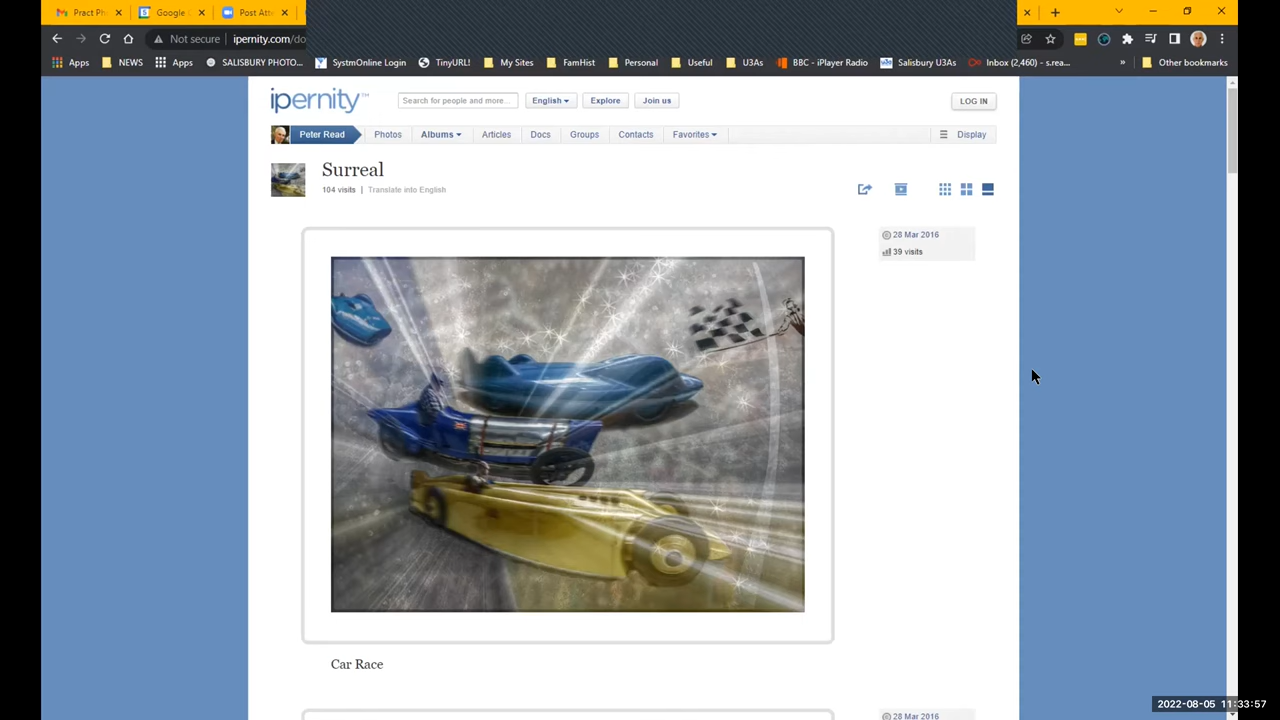 Pract Ph
Google
Post Att
Not secure
ipernity.com/do
Apps
NEWS
Apps
SALISBURY PHOTO...
SystmOnline Login
TinyURL!
My Sites
FamHist
Personal
Useful
U3As
BBC - iPlayer Radio
Salisbury U3As
Inbox (2,460) - s.rea...
»
Other bookmarks
ipernity™
Search for people and more...
English
Explore
Join us
LOG IN
Peter Read
Photos
Albums
Articles
Docs
Groups
Contacts
Favorites
Display
Surreal
104 visits | Translate into English
28 Mar 2016
39 visits
Car Race
28 Mar 2016
2022-08-05 11:33:57